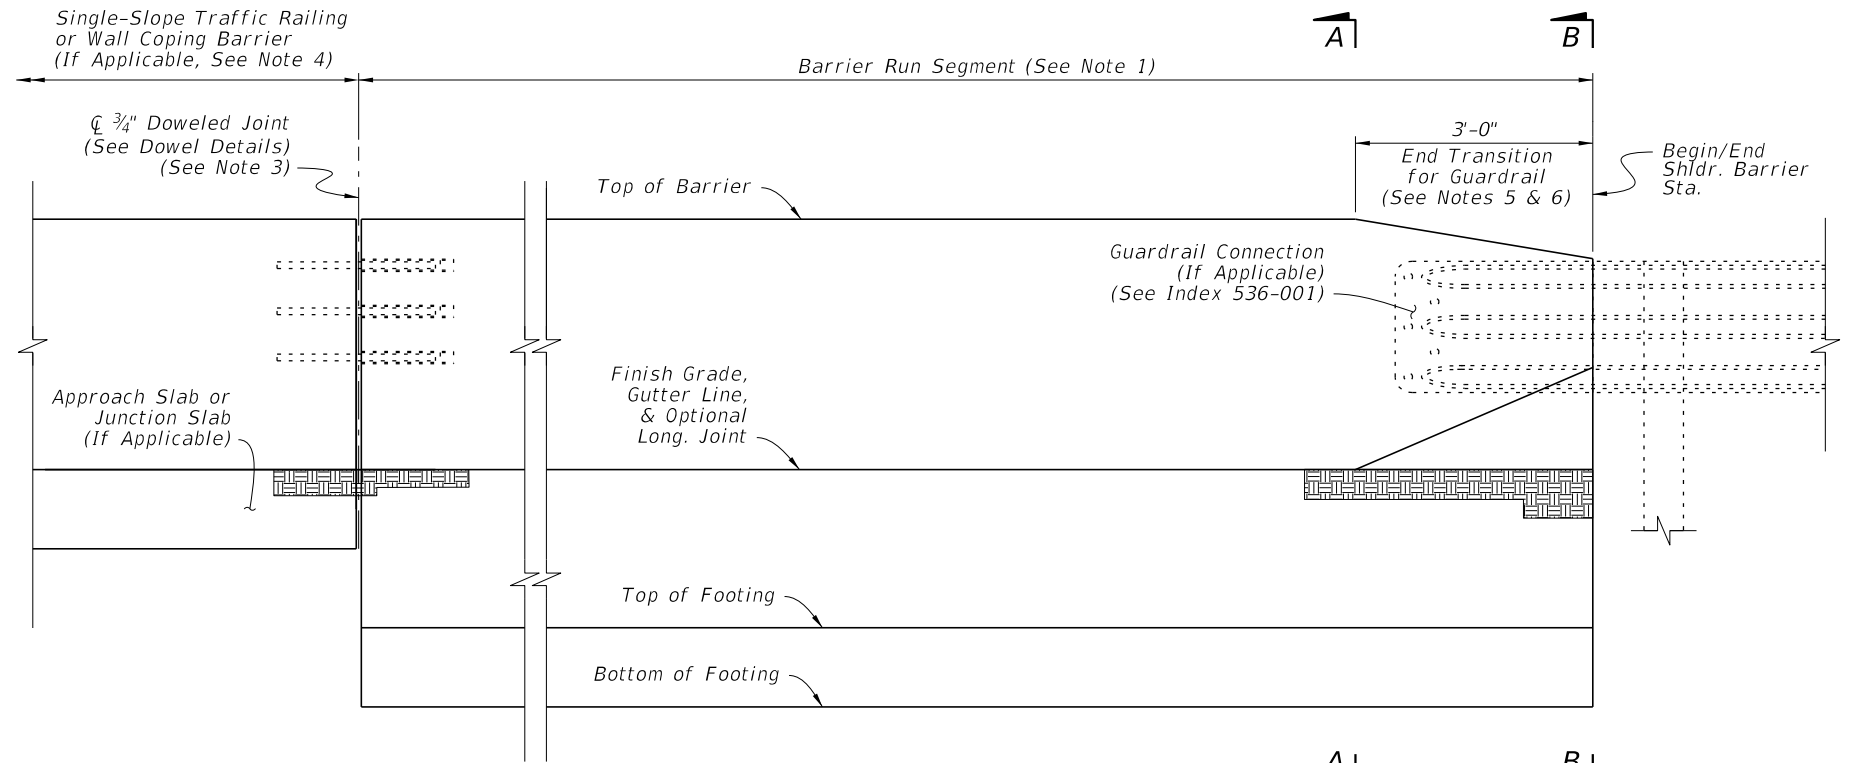 Single-Slope Traffic Railing
or Wall Coping Barrier
(If Applicable, See Note 4)
Barrier Run Segment (See Note 1)
A
B
℄ ¾" Doweled Joint
(See Dowel Details)
(See Note 3)
Top of Barrier
3'-0"
End Transition
for Guardrail
(See Notes 5 & 6)
Begin/End
Shldr. Barrier
Sta.
Guardrail Connection
(If Applicable)
(See Index 536-001)
Approach Slab or
Junction Slab
(If Applicable)
Finish Grade,
Gutter Line,
& Optional
Long. Joint
Top of Footing
Bottom of Footing
A
B